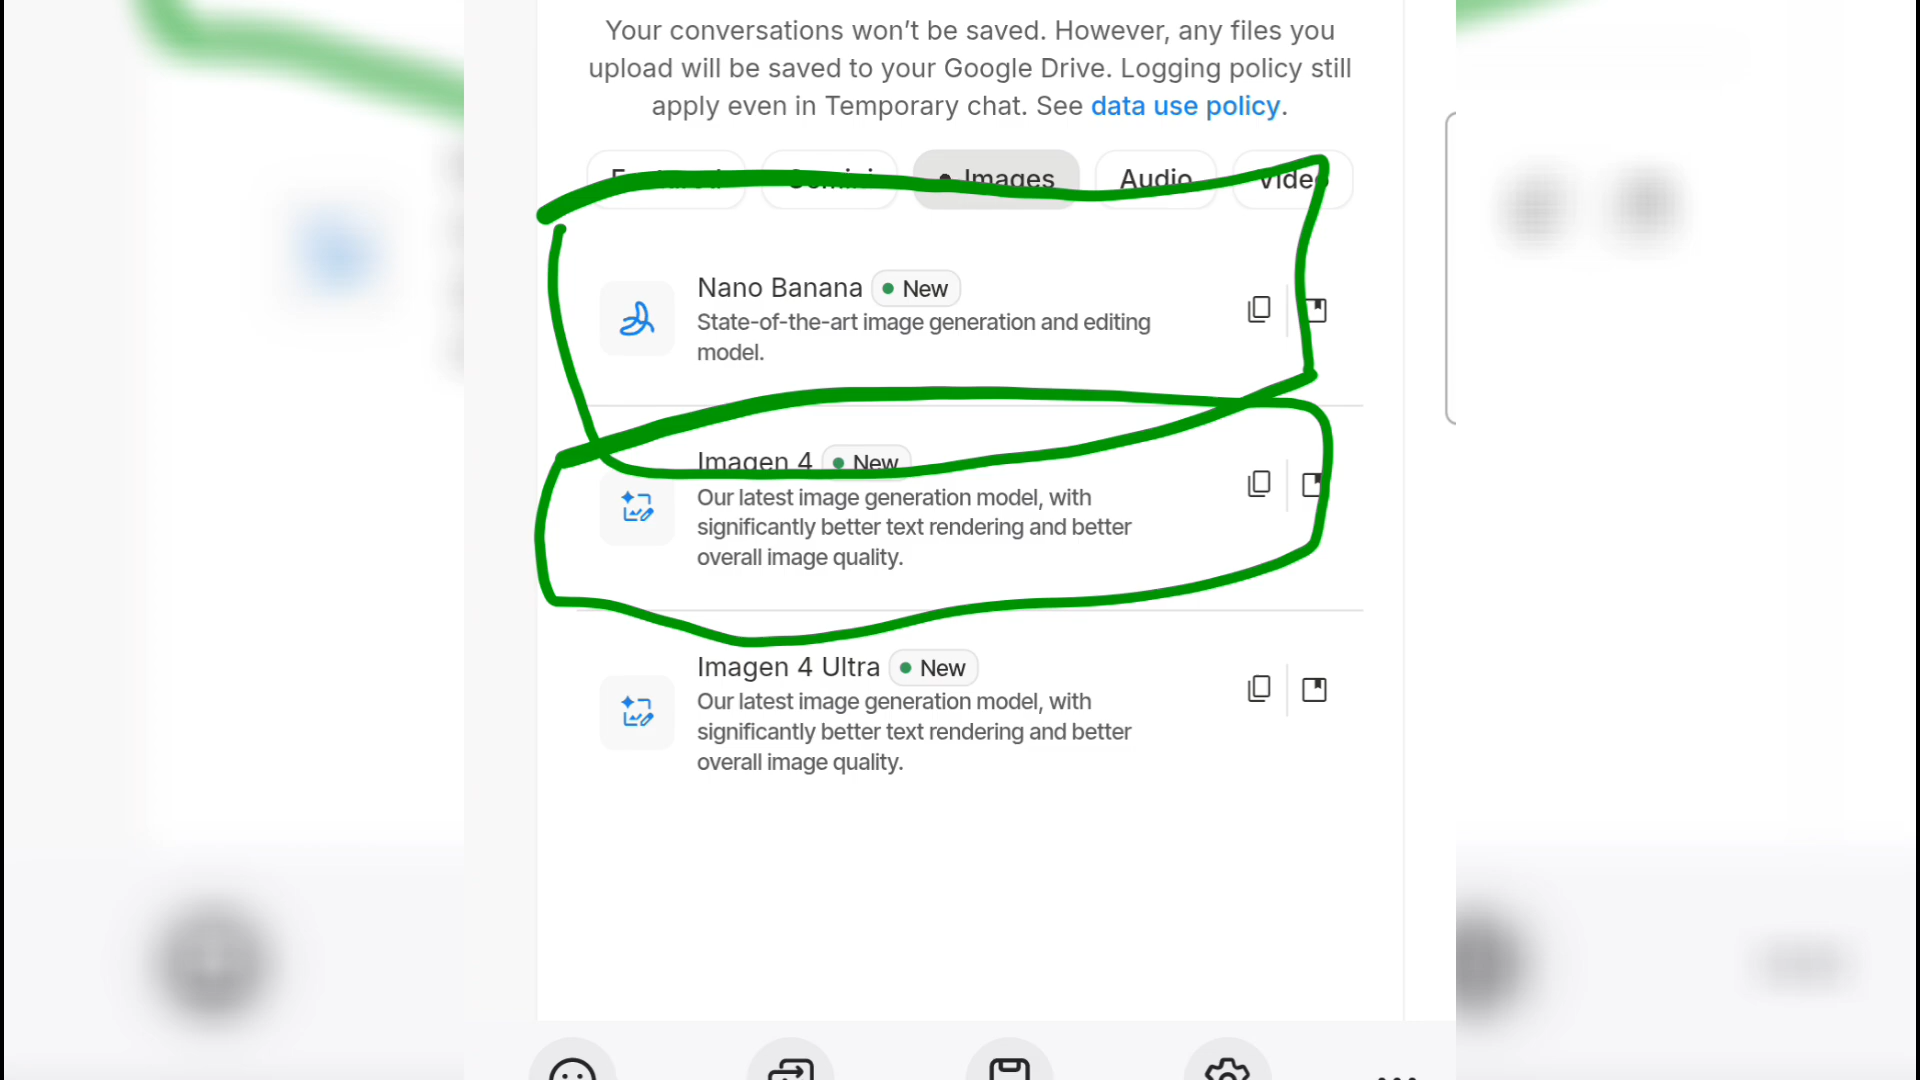 Your conversations won't be saved. However, any files you
upload will be saved to your Google Drive. Logging policy still
apply even in Temporary chat. See data use policy.
Featured Gemini Images Audio Video
Nano Banana New
State-of-the-art image generation and editing
model.
Imagen 4 New
Our latest image generation model, with
significantly better text rendering and better
overall image quality.
Imagen 4 Ultra New
Our latest image generation model, with
significantly better text rendering and better
overall image quality.